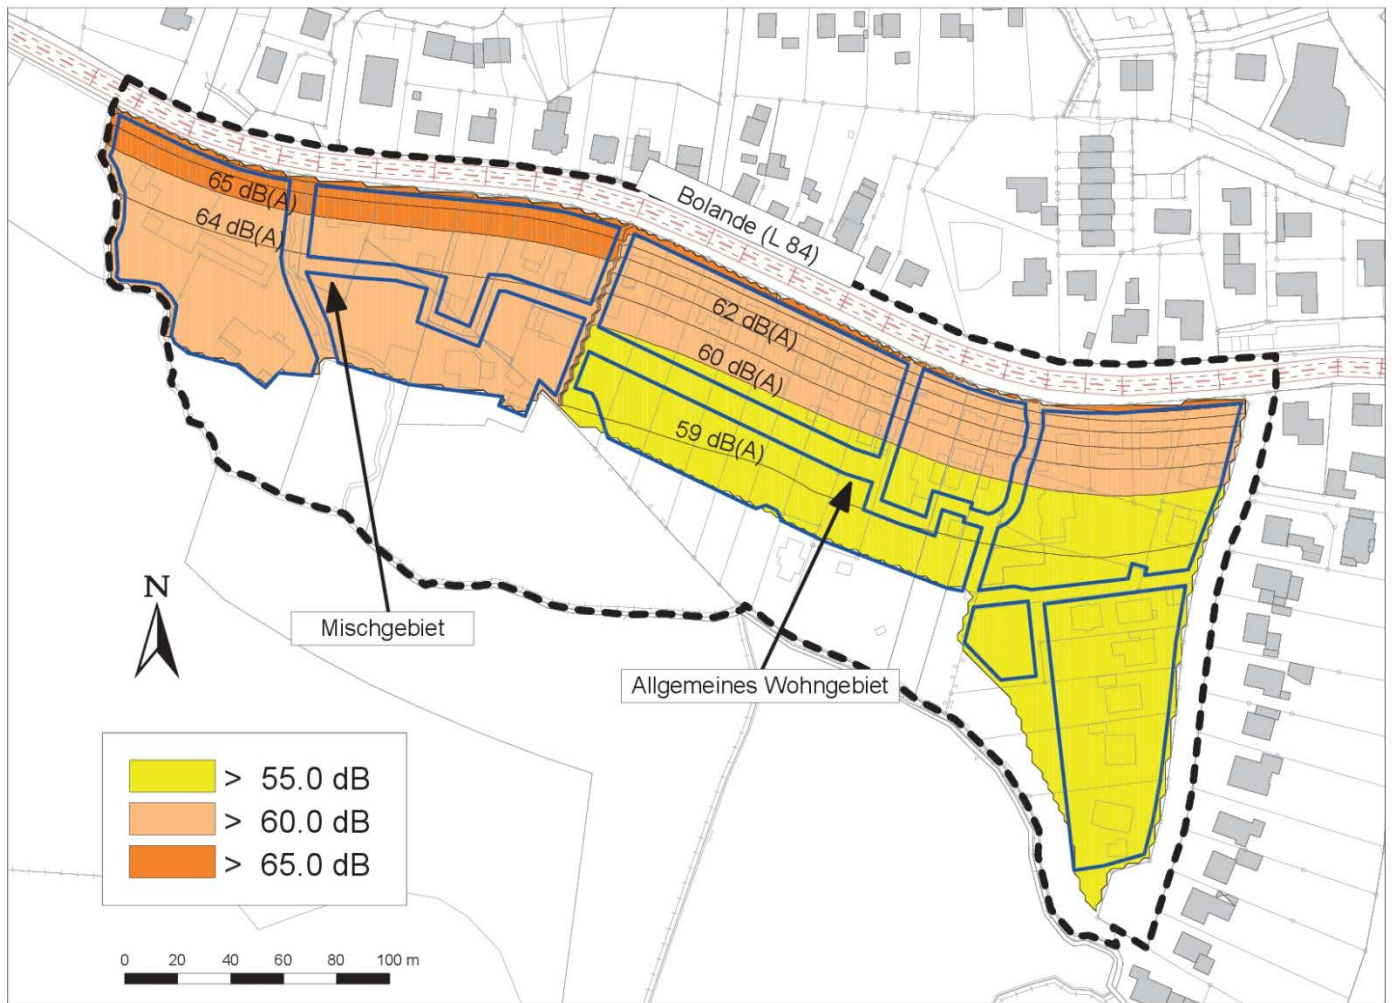 Bolande (L 84)
65 dB(A)
64 dB(A)
62 dB(A)
60 dB(A)
59 dB(A)
N
Mischgebiet
Allgemeines Wohngebiet
> 55.0 dB
> 60.0 dB
> 65.0 dB
0 20 40 60 80 100 m